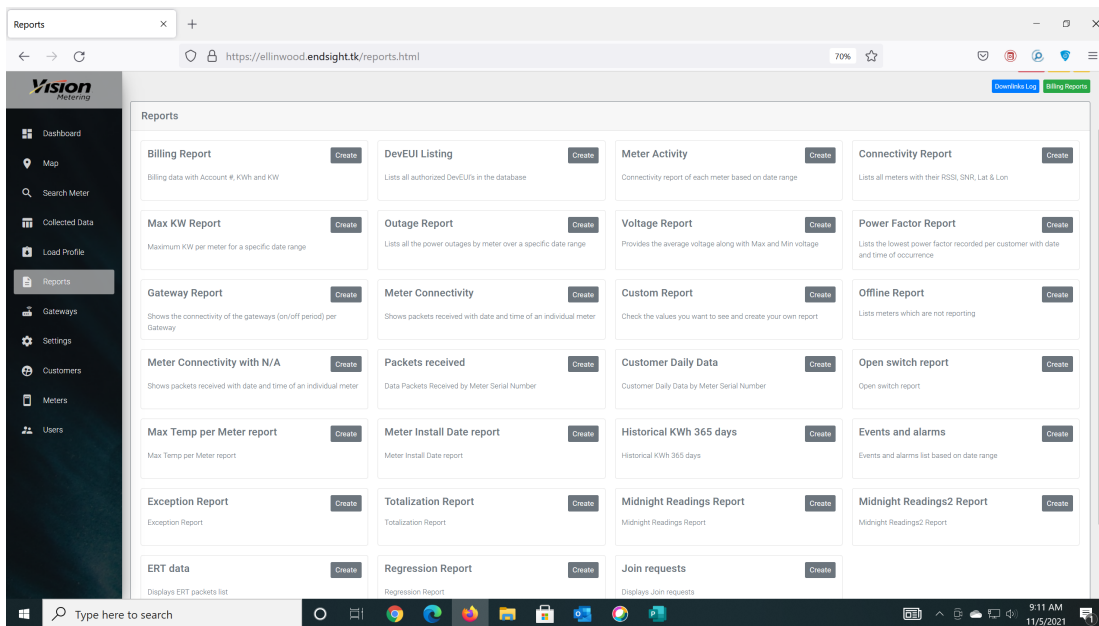 Reports
https://ellinwood.endsight.tk/reports.html
70%
Vision
Metering
Downlinks Log
Billing Reports
Dashboard
Map
Search Meter
Collected Data
Load Profile
Reports
Gateways
Settings
Customers
Meters
Users
Reports
Billing Report
Create
Billing data with Account #, KWh and KW
DevEUI Listing
Create
Lists all authorized DevEUI's in the database
Meter Activity
Create
Connectivity report of each meter based on date range
Connectivity Report
Create
Lists all meters with their RSSI, SNR, Lat & Lon
Max KW Report
Create
Maximum KW per meter for a specific date range
Outage Report
Create
Lists all the power outages by meter over a specific date range
Voltage Report
Create
Provides the average voltage along with Max and Min voltage
Power Factor Report
Create
Lists the lowest power factor recorded per customer with date
and time of occurrence
Gateway Report
Create
Shows the connectivity of the gateways (on/off period) per
Gateway
Meter Connectivity
Create
Shows packets received with date and time of an individual meter
Custom Report
Create
Check the values you want to see and create your own report
Offline Report
Create
Lists meters which are not reporting
Meter Connectivity with N/A
Create
Shows packets received with date and time of an individual meter
Packets received
Create
Data Packets Received by Meter Serial Number
Customer Daily Data
Create
Customer Daily Data by Meter Serial Number
Open switch report
Create
Open switch report
Max Temp per Meter report
Create
Max Temp per Meter report
Meter Install Date report
Create
Meter Install Date report
Historical KWh 365 days
Create
Historical KWh 365 days
Events and alarms
Create
Events and alarms list based on date range
Exception Report
Create
Exception Report
Totalization Report
Create
Totalization Report
Midnight Readings Report
Create
Midnight Readings Report
Midnight Readings2 Report
Create
Midnight Readings2 Report
ERT data
Create
Displays ERT packets list
Regression Report
Create
Regression Report
Join requests
Create
Displays Join requests
Type here to search
9:11 AM
11/5/2021
1